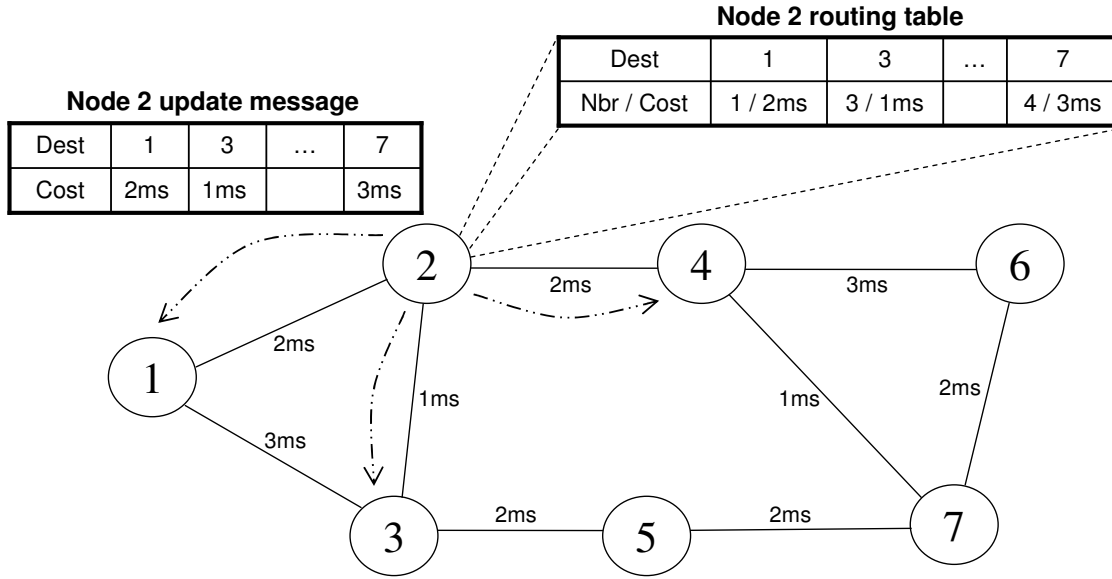 Node 2 routing table
Dest 1 3 … 7
Nbr / Cost 1 / 2ms 3 / 1ms 4 / 3ms
Node 2 update message
Dest 1 3 … 7
Cost 2ms 1ms 3ms
2 4 6
2ms 3ms
2ms
1
1ms 1ms 2ms
3ms
2ms 2ms
3 5 7